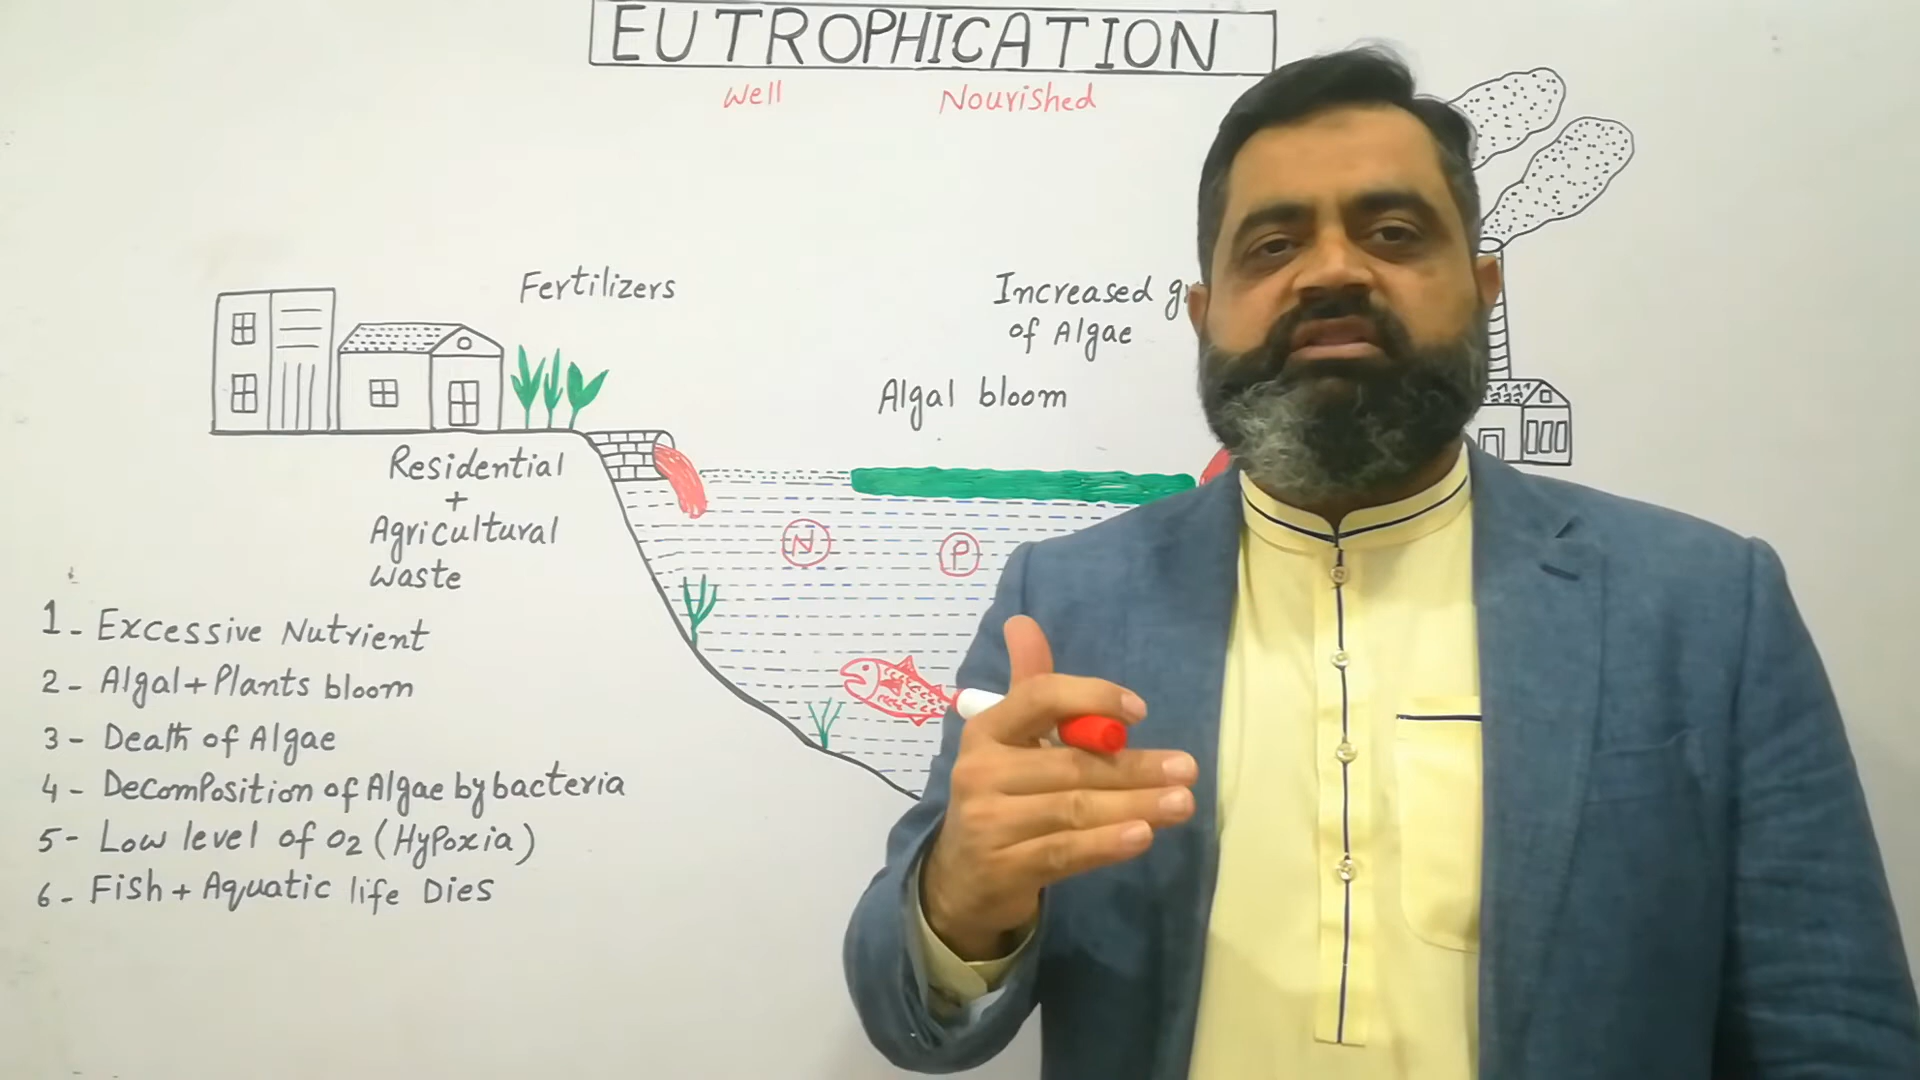 EUTROPHICATION
Well Nourished
Fertilizers
Increased
of Algae
Algal bloom
Residential
+
Agricultural
Waste
N P
1- Excessive Nutrient
2- Algal + Plants bloom
3- Death of Algae
4- Decomposition of Algae by bacteria
5- Low level of O2 (Hypoxia)
6- Fish + Aquatic life Dies